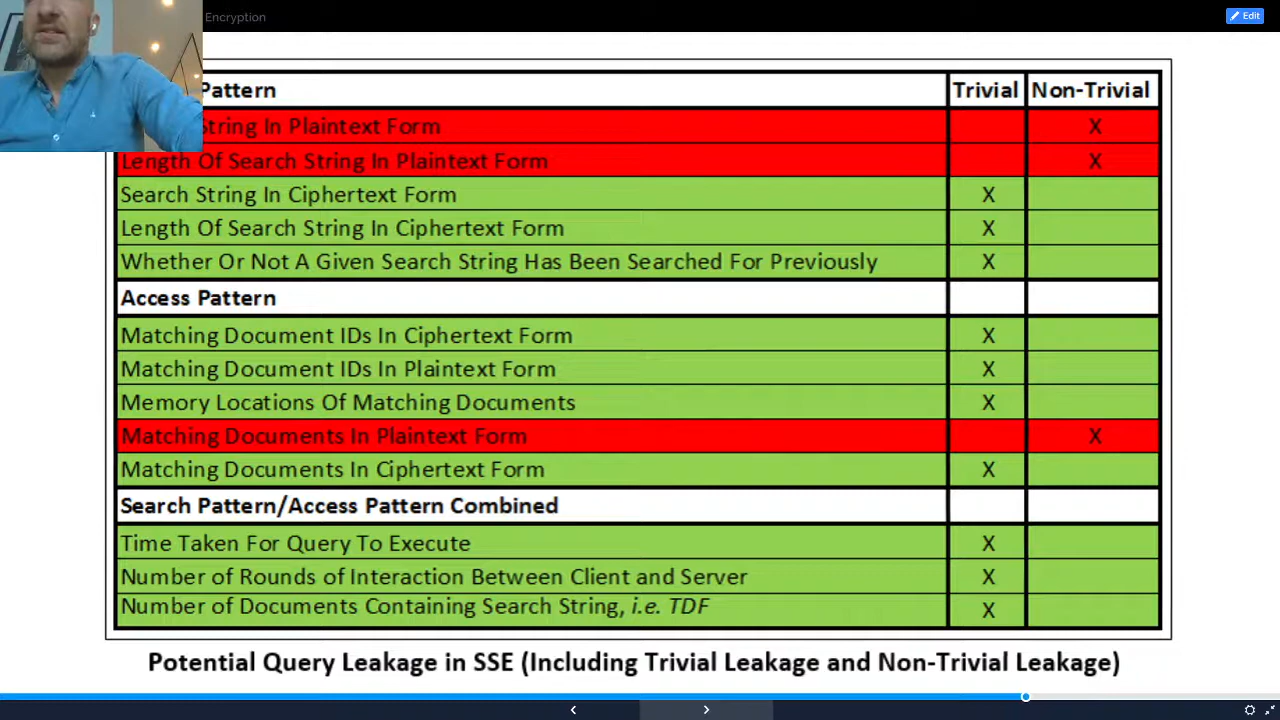 Encryption
Edit
Pattern Trivial Non-Trivial
String In Plaintext Form X
Length Of Search String In Plaintext Form X
Search String In Ciphertext Form X
Length Of Search String In Ciphertext Form X
Whether Or Not A Given Search String Has Been Searched For Previously X
Access Pattern
Matching Document IDs In Ciphertext Form X
Matching Document IDs In Plaintext Form X
Memory Locations Of Matching Documents X
Matching Documents In Plaintext Form X
Matching Documents In Ciphertext Form X
Search Pattern/Access Pattern Combined
Time Taken For Query To Execute X
Number of Rounds of Interaction Between Client and Server X
Number of Documents Containing Search String, i.e. TDF X
Potential Query Leakage in SSE (Including Trivial Leakage and Non-Trivial Leakage)